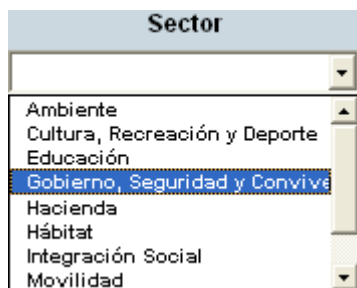 Sector
Ambiente
Cultura, Recreación y Deporte
Educación
Gobierno, Seguridad y Convive
Hacienda
Hábitat
Integración Social
Movilidad